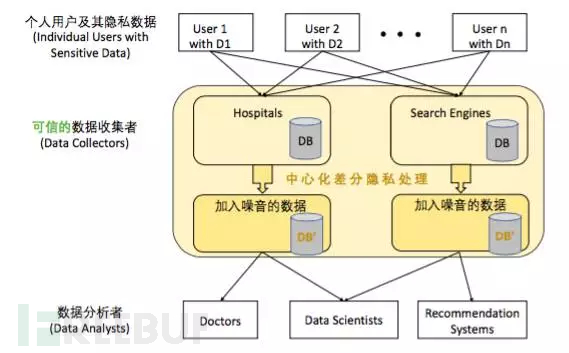 个人用户及其隐私数据
(Individual Users with
Sensitive Data)
User 1
with D1
User 2
with D2
User n
with Dn
可信的数据收集者
(Data Collectors)
Hospitals
DB
Search Engines
DB
中心化差分隐私处理
加入噪音的数据
DB'
加入噪音的数据
DB'
数据分析者
(Data Analysts)
Doctors
Data Scientists
Recommendation
Systems